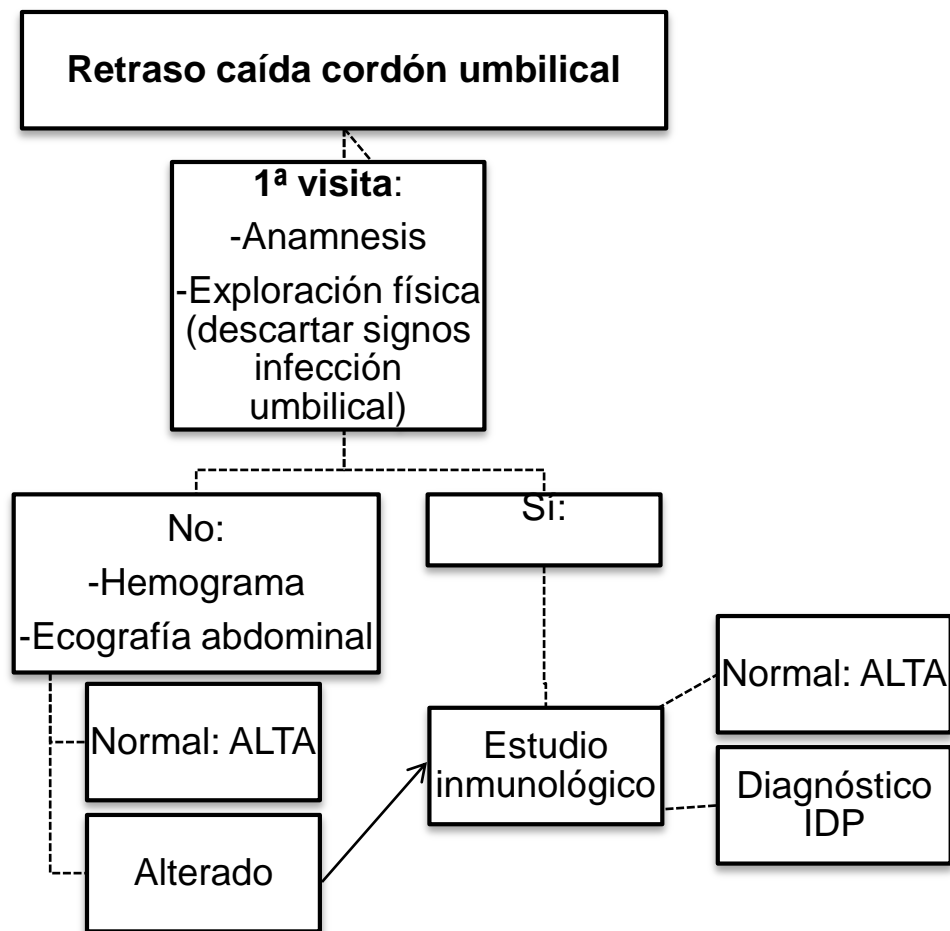 Retraso caída cordón umbilical
1ª visita:
-Anamnesis
-Exploración física
(descartar signos
infección
umbilical)
No:
-Hemograma
-Ecografía abdominal
Sí:
Normal: ALTA
Alterado
Estudio
inmunológico
Normal: ALTA
Diagnóstico
IDP